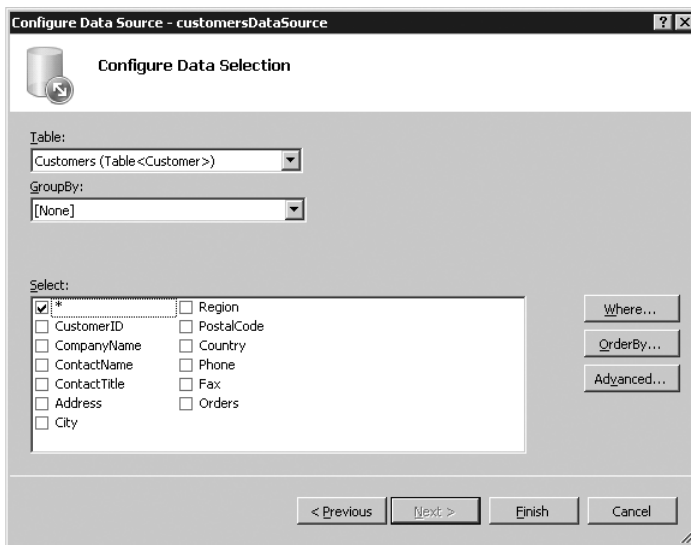 Configure Data Source - customersDataSource
Configure Data Selection
Table:
Customers (Table<Customer>)
GroupBy:
[None]
Select:
*
CustomerID
CompanyName
ContactName
ContactTitle
Address
City
Region
PostalCode
Country
Phone
Fax
Orders
Where...
OrderBy...
Advanced...
< Previous
Next >
Finish
Cancel